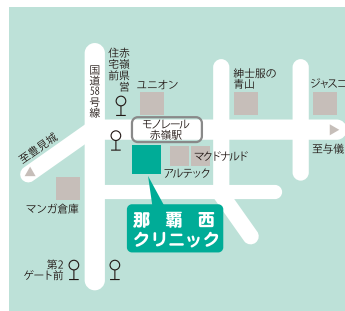 赤嶺県営
住宅前
国道58号線
ユニオン
紳士服の
青山
ジャスコ
モノレール
赤嶺駅
至豊見城
至与儀
マクドナルド
アルテック
マンガ倉庫
那覇西
クリニック
第2
ゲート前